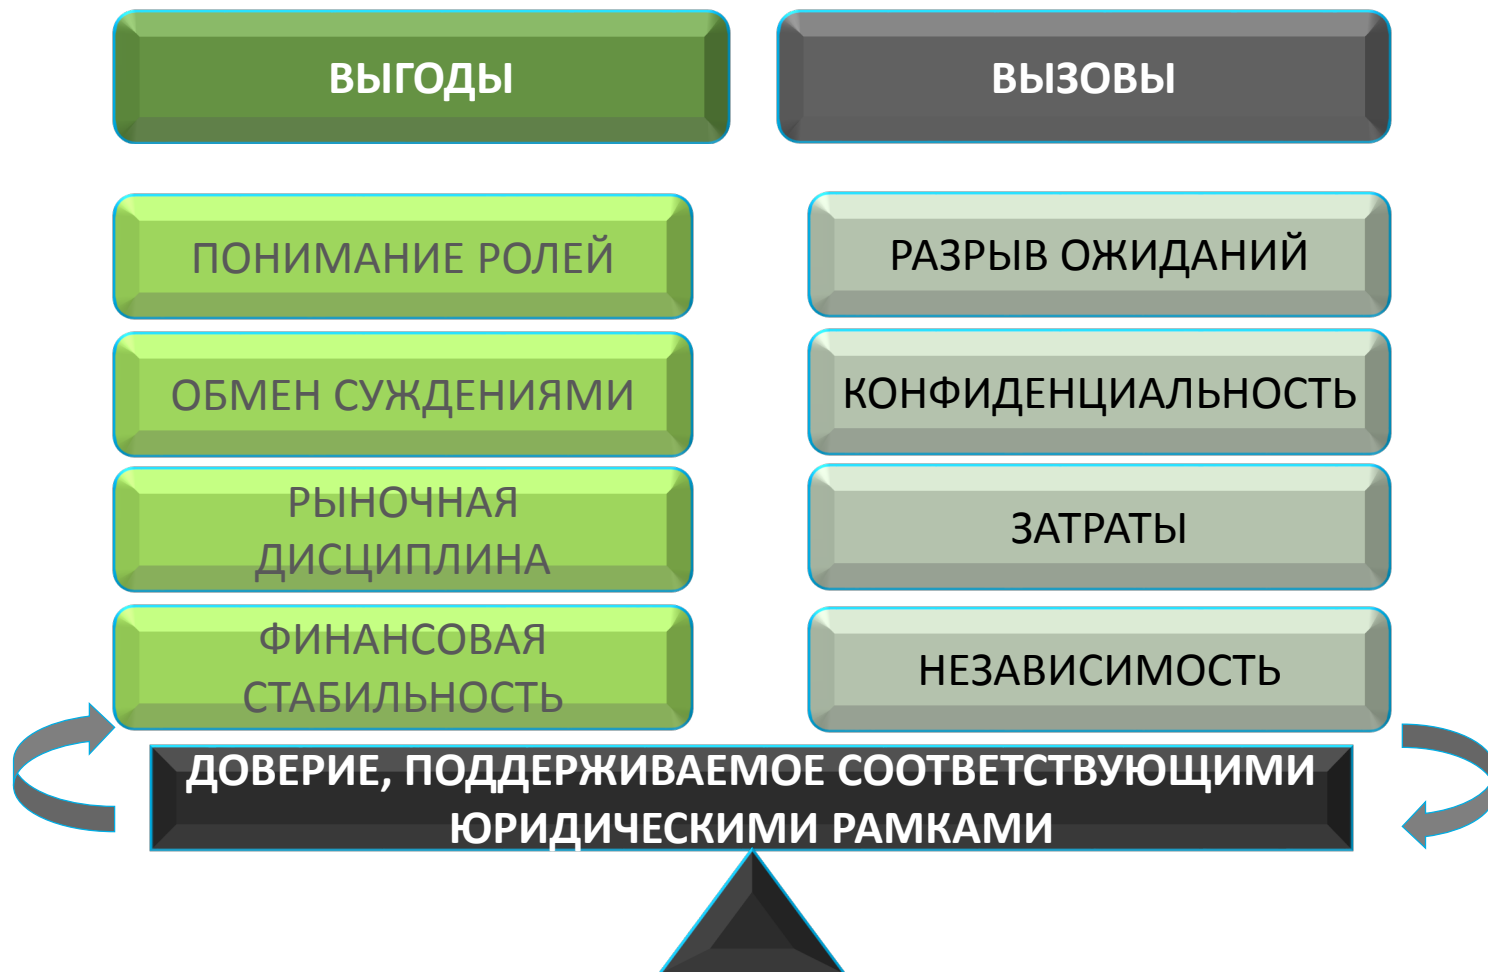 ВЫГОДЫ
ВЫЗОВЫ
ПОНИМАНИЕ РОЛЕЙ
РАЗРЫВ ОЖИДАНИЙ
ОБМЕН СУЖДЕНИЯМИ
КОНФИДЕНЦИАЛЬНОСТЬ
РЫНОЧНАЯ
ДИСЦИПЛИНА
ЗАТРАТЫ
ФИНАНСОВАЯ
СТАБИЛЬНОСТЬ
НЕЗАВИСИМОСТЬ
ДОВЕРИЕ, ПОДДЕРЖИВАЕМОЕ СООТВЕТСТВУЮЩИМИ
ЮРИДИЧЕСКИМИ РАМКАМИ